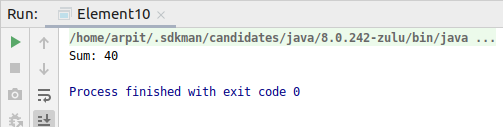 Run: Element10
/home/arpit/.sdkman/candidates/java/8.0.242-zulu/bin/java ...
Sum: 40
Process finished with exit code 0